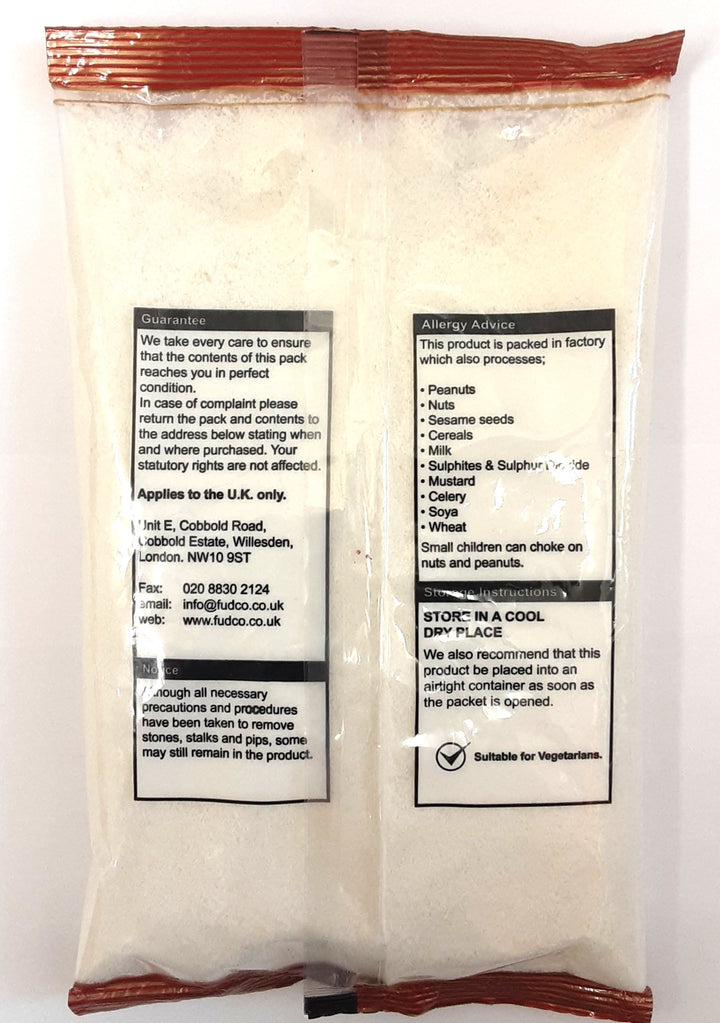 Guarantee
We take every care to ensure
that the contents of this pack
reaches you in perfect
condition.
In case of complaint please
return the pack and contents to
the address below stating when
and where purchased. Your
statutory rights are not affected.
Applies to the U.K. only.
Unit E, Cobbold Road,
Cobbold Estate, Willesden,
London. NW10 9ST
Fax: 020 8830 2124
email: info@fudco.co.uk
web: www.fudco.co.uk
Notice
Although all necessary
precautions and procedures
have been taken to remove
stones, stalks and pips, some
may still remain in the product.
Allergy Advice
This product is packed in factory
which also processes;
• Peanuts
• Nuts
• Sesame seeds
• Cereals
• Milk
• Sulphites & Sulphur Dioxide
• Mustard
• Celery
• Soya
• Wheat
Small children can choke on
nuts and peanuts.
Storage Instructions
STORE IN A COOL
DRY PLACE
We also recommend that this
product be placed into an
airtight container as soon as
the packet is opened.
Suitable for Vegetarians.